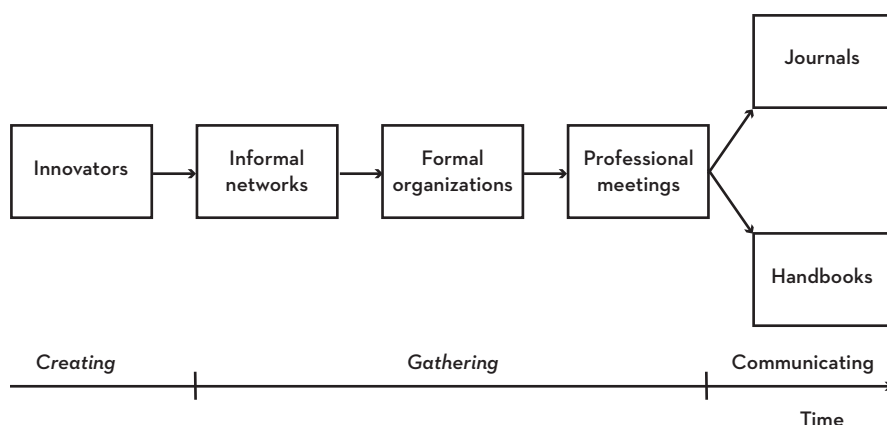 Journals
Innovators
Informal
networks
Formal
organizations
Professional
meetings
Handbooks
Creating
Gathering
Communicating
Time